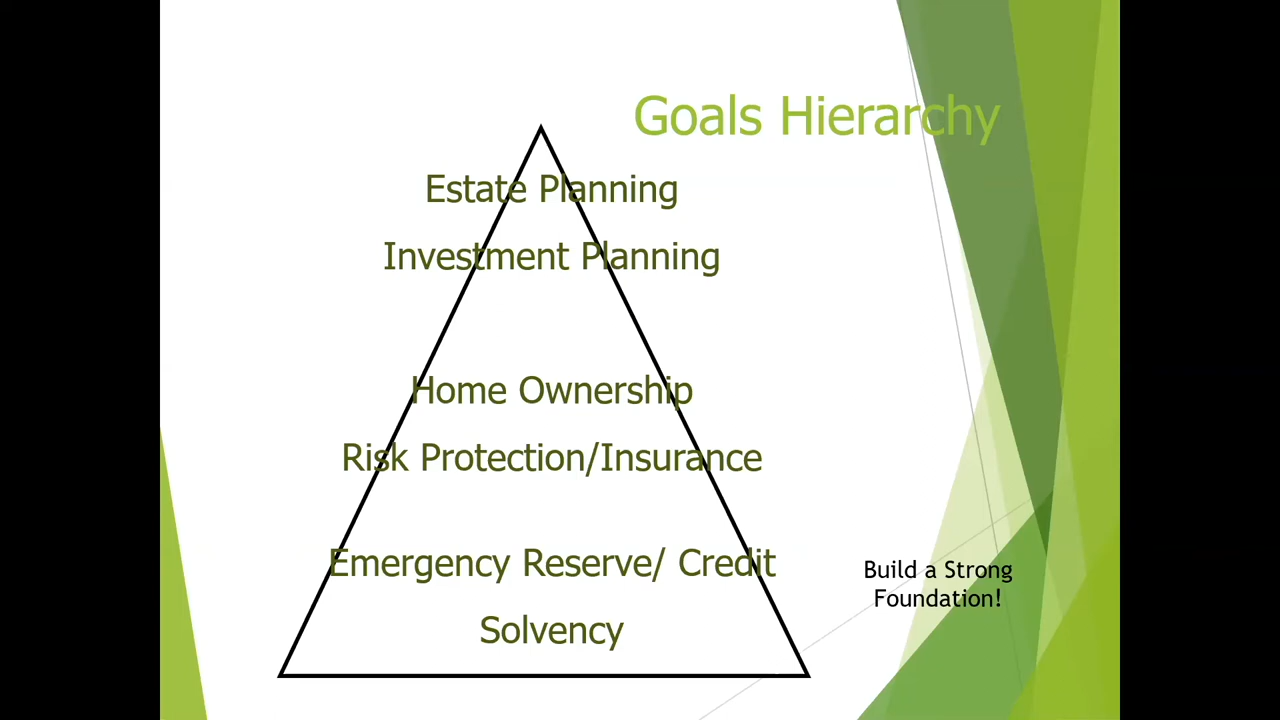 Goals Hierarchy
Estate Planning
Investment Planning
Home Ownership
Risk Protection/Insurance
Emergency Reserve/ Credit
Solvency
Build a Strong
Foundation!